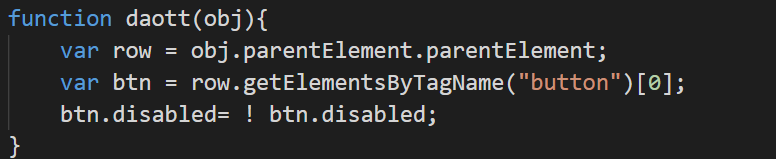 function daott(obj){
    var row = obj.parentElement.parentElement;
    var btn = row.getElementsByTagName("button")[0];
    btn.disabled= ! btn.disabled;
}